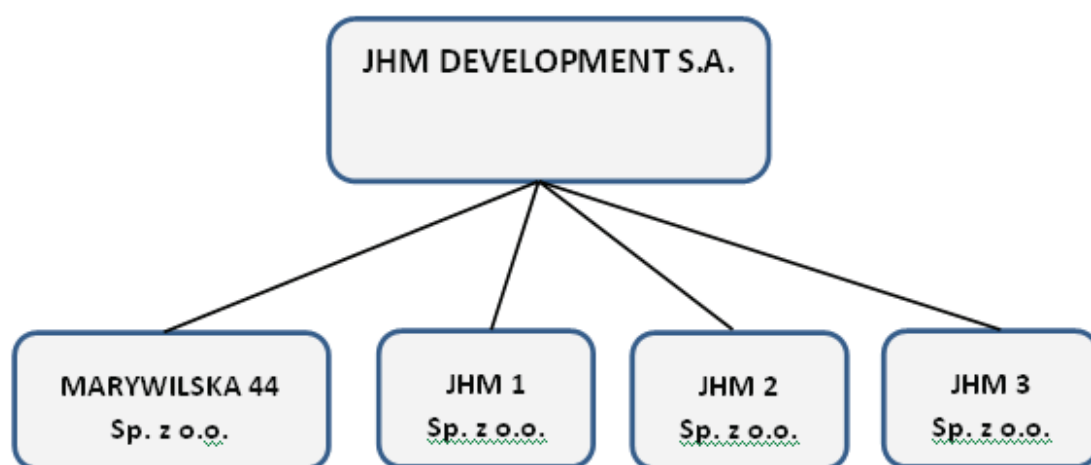 JHM DEVELOPMENT S.A.
MARYWILSKA 44
Sp. z o.o.
JHM 1
Sp. z o.o.
JHM 2
Sp. z o.o.
JHM 3
Sp. z o.o.